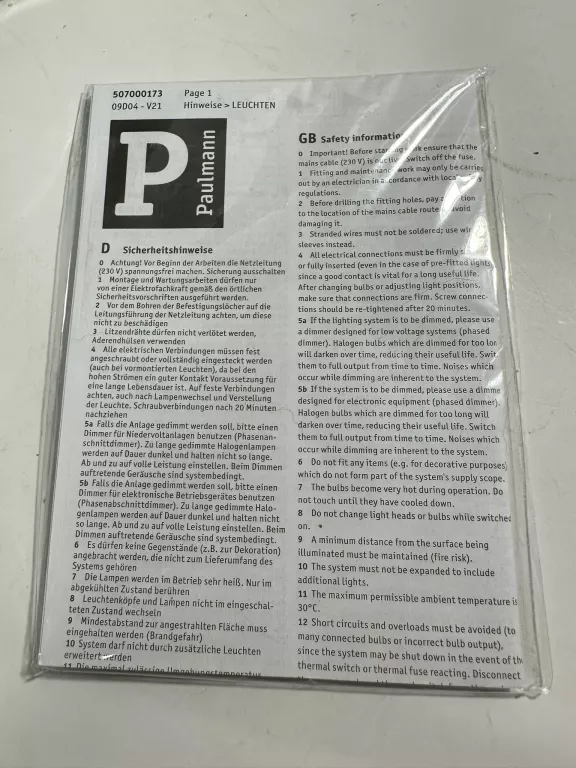 507000173 Page 1
09D04 - V21 Hinweise > LEUCHTEN
P
Paulmann
D Sicherheitshinweise
0 Achtung! Vor Beginn der Arbeiten die Netzleitung
(230 V) spannungsfrei machen. Sicherung ausschalten
1 Montage und Wartungsarbeiten dürfen nur
von einer Elektrofachkraft gemäß den örtlichen
Sicherheitsvorschriften ausgeführt werden.
2 Vor dem Bohren der Befestigungslöcher auf die
Leitungsführung der Netzleitung achten, um diese
nicht zu beschädigen
3 Litzendrähte dürfen nicht verlötet werden,
Aderendhülsen verwenden
4 Alle elektrischen Verbindungen müssen fest
angeschraubt oder vollständig eingesteckt werden
(auch bei vormontierten Leuchten), da bei den
hohen Strömen ein guter Kontakt Voraussetzung für
eine lange Lebensdauer ist. Auf feste Verbindungen
achten, auch nach Lampenwechsel und Verstellung
der Leuchte. Schraubverbindungen nach 20 Minuten
nachziehen
5a Falls die Anlage gedimmt werden soll, bitte einen
Dimmer für Niedervoltanlagen benutzen (Phasenan-
schnittdimmer). Zu lange gedimmte Halogenlampen
werden auf Dauer dunkel und halten nicht so lange.
Ab und zu auf volle Leistung einstellen. Beim Dimmen
auftretende Geräusche sind systembedingt.
5b Falls die Anlage gedimmt werden soll, einen
Dimmer für elektronische Betriebsgerätes benutzen
(Phasenabschnittdimmer). Zu lange gedimmte Halo-
genlampen werden auf Dauer dunkel und halten nicht
so lange. Ab und zu auf volle Leistung einstellen. Beim
Dimmen auftretende Geräusche sind systembedingt.
6 Es dürfen keine Gegenstände (z.B. zur Dekoration)
angebracht werden, die nicht zum Lieferumfang des
Systems gehören
7 Die Lampen werden im Betrieb sehr heiß. Nur im
abgekühlten Zustand berühren
8 Leuchtenköpfe und Lampen nicht im eingeschal-
teten Zustand wechseln
9 Mindestabstand zur angestrahlten Fläche muss
eingehalten werden (Brandgefahr)
10 System darf nicht durch zusätzliche Leuchten
erweitert werden
11 Die maximal zulässige Umgebungstemperatur
GB Safety information
0 Important! Before ensure that the
mains cable (230 V) is switch off the fuse.
1 Fitting and maintenance work may only be carried
out by an electrician in accordance with local
regulations.
2 Before drilling the fitting holes, pay
to the location of the mains cable avoid
damaging it.
3 Stranded wires must not be soldered; use
sleeves instead.
4 All electrical connections must be firmly
or fully inserted (even in the case of pre-fitted lights
since a good contact is vital for a long useful life.
After changing bulbs or adjusting light positions,
make sure that connections are firm. Screw connec-
tions should be re-tightened after 20 minutes.
5a If the lighting system is to be dimmed, please use
a dimmer designed for low voltage systems (phased
dimmer). Halogen bulbs which are dimmed for too lon
will darken over time, reducing their useful life. Swit
them to full output from time to time. Noises which
occur while dimming are inherent to the system.
5b If the system is to be dimmed, please use a dimme
designed for electronic equipment (phased dimmer).
Halogen bulbs which are dimmed for too long will
darken over time, reducing their useful life. Switch
them to full output from time to time. Noises which
occur while dimming are inherent to the system.
6 Do not fit any items (e.g. for decorative purposes)
which do not form part of the system's supply scope.
7 The bulbs become very hot during operation. Do
not touch until they have cooled down.
8 Do not change light heads or bulbs while switched
on.
9 A minimum distance from the surface being
illuminated must be maintained (fire risk).
10 The system must not be expanded to include
additional lights.
11 The maximum permissible ambient temperature is
30°C.
12 Short circuits and overloads must be avoided (to
many connected bulbs or incorrect bulb output),
since the system may be shut down in the event of th
thermal switch or thermal fuse reacting. Disconnect